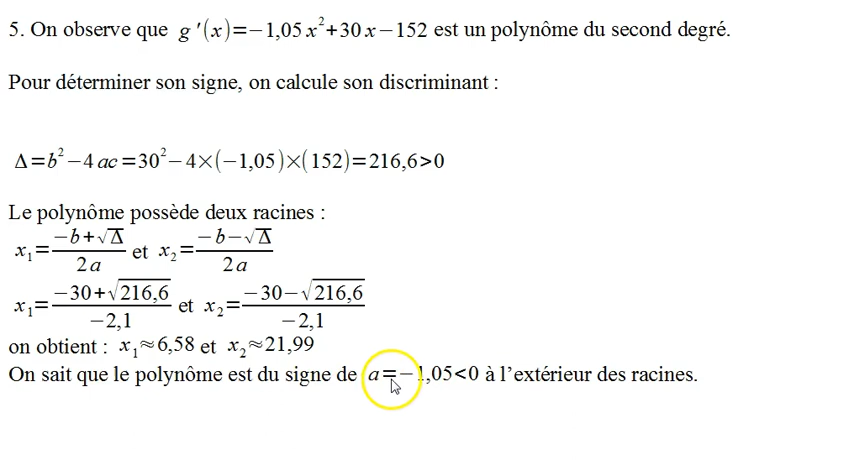 5. On observe que g'(x)=−1,05x²+30x−152 est un polynôme du second degré.
Pour déterminer son signe, on calcule son discriminant :
Δ=b²−4ac=30²−4×(−1,05)×(152)=216,6>0
Le polynôme possède deux racines :
x₁=(−b+√Δ)/(2a) et x₂=(−b−√Δ)/(2a)
x₁=(−30+√216,6)/(−2,1) et x₂=(−30−√216,6)/(−2,1)
on obtient : x₁≈6,58 et x₂≈21,99
On sait que le polynôme est du signe de a=−1,05<0 à l’extérieur des racines.